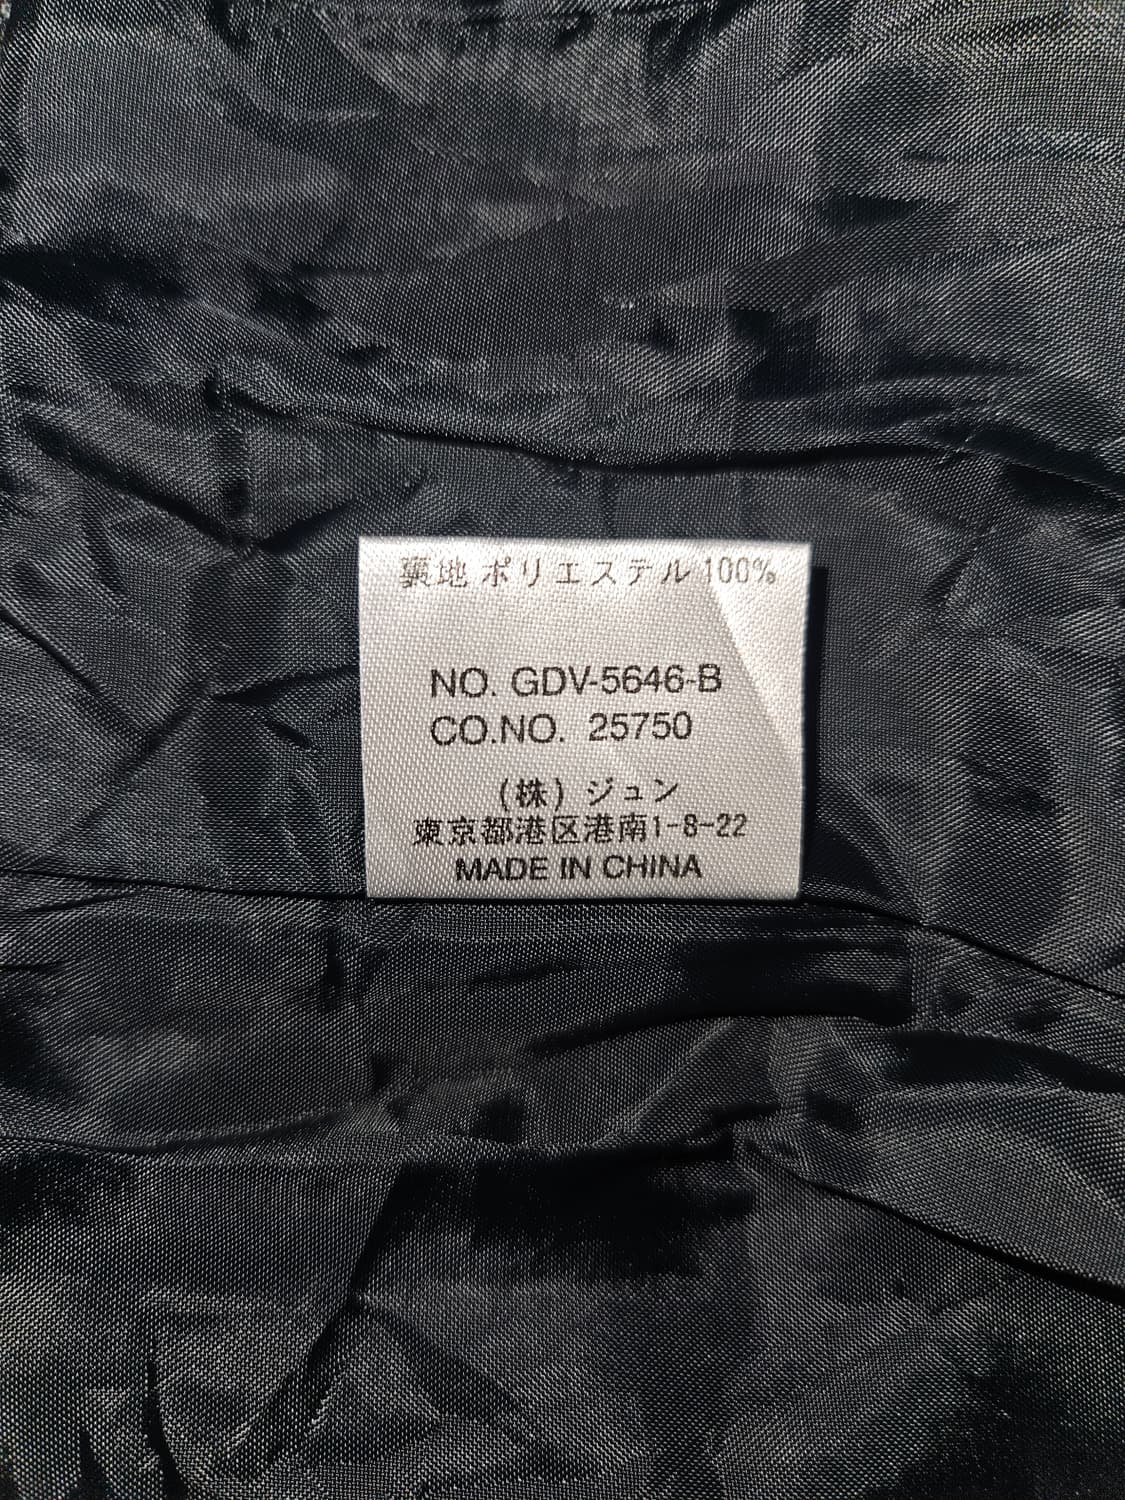 裏地 ポリエステル 100%
NO. GDV-5646-B
CO.NO. 25750
(株) ジュン
東京都港区港南1-8-22
MADE IN CHINA